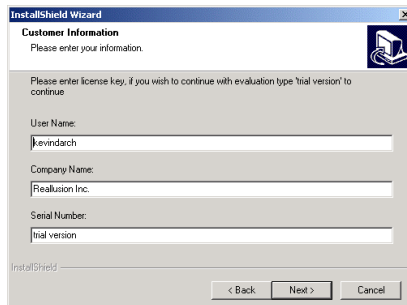 InstallShield Wizard
Customer Information
Please enter your information.
Please enter license key, if you wish to continue with evaluation type 'trial version' to
continue
User Name:
kevindarch
Company Name:
Reallusion Inc.
Serial Number:
trial version
InstallShield
< Back Next > Cancel